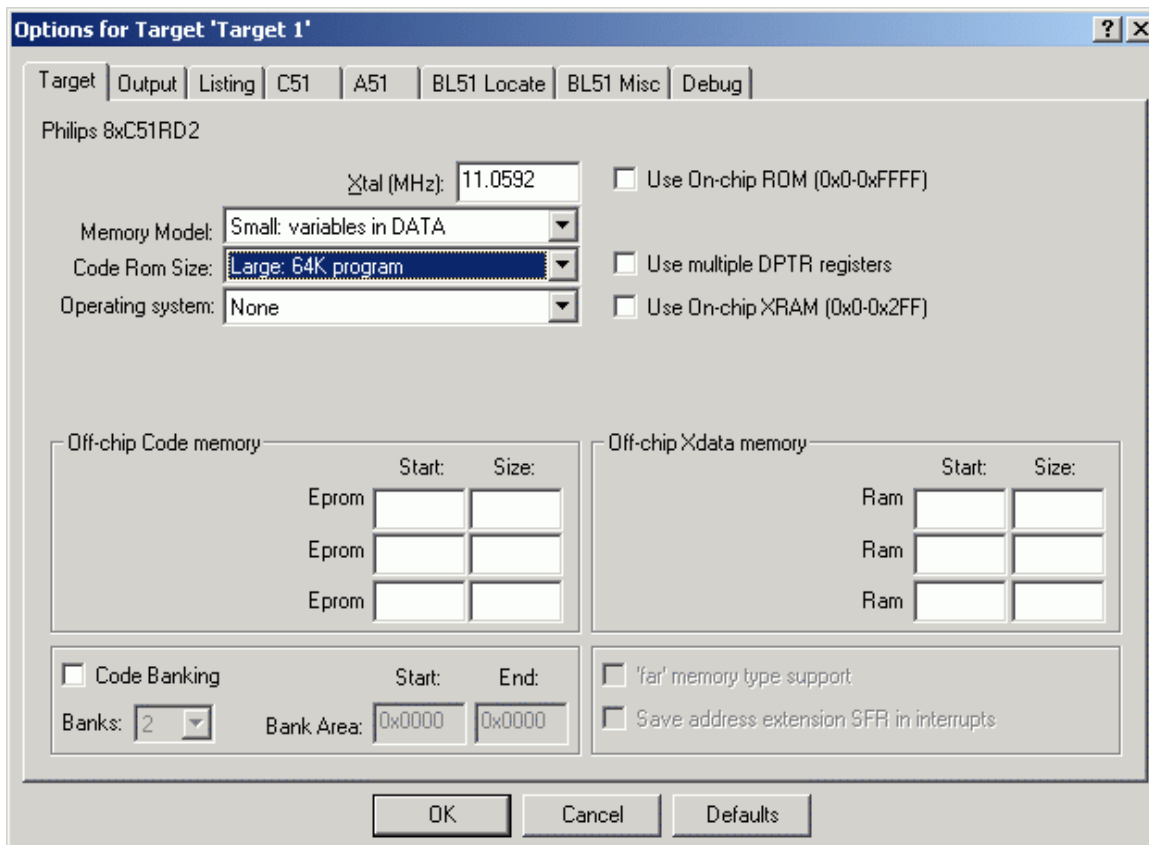 Options for Target 'Target 1'
? X
Target Output Listing C51 A51 BL51 Locate BL51 Misc Debug
Philips 8xC51RD2
Xtal (MHz): 11.0592 Use On-chip ROM (0x0-0xFFFF)
Memory Model: Small: variables in DATA
Code Rom Size: Large: 64K program Use multiple DPTR registers
Operating system: None Use On-chip XRAM (0x0-0x2FF)
Off-chip Code memory
Start: Size:
Eprom
Eprom
Eprom
Off-chip Xdata memory
Start: Size:
Ram
Ram
Ram
Code Banking Start: End:
Banks: 2 Bank Area: 0x0000 0x0000
'far' memory type support
Save address extension SFR in interrupts
OK Cancel Defaults